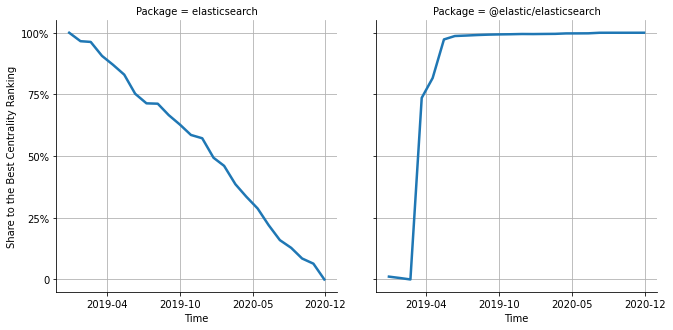 Package = elasticsearch
Package = @elastic/elasticsearch
Share to the Best Centrality Ranking
100%
75%
50%
25%
0
2019-04
2019-10
2020-05
2020-12
Time
2019-04
2019-10
2020-05
2020-12
Time